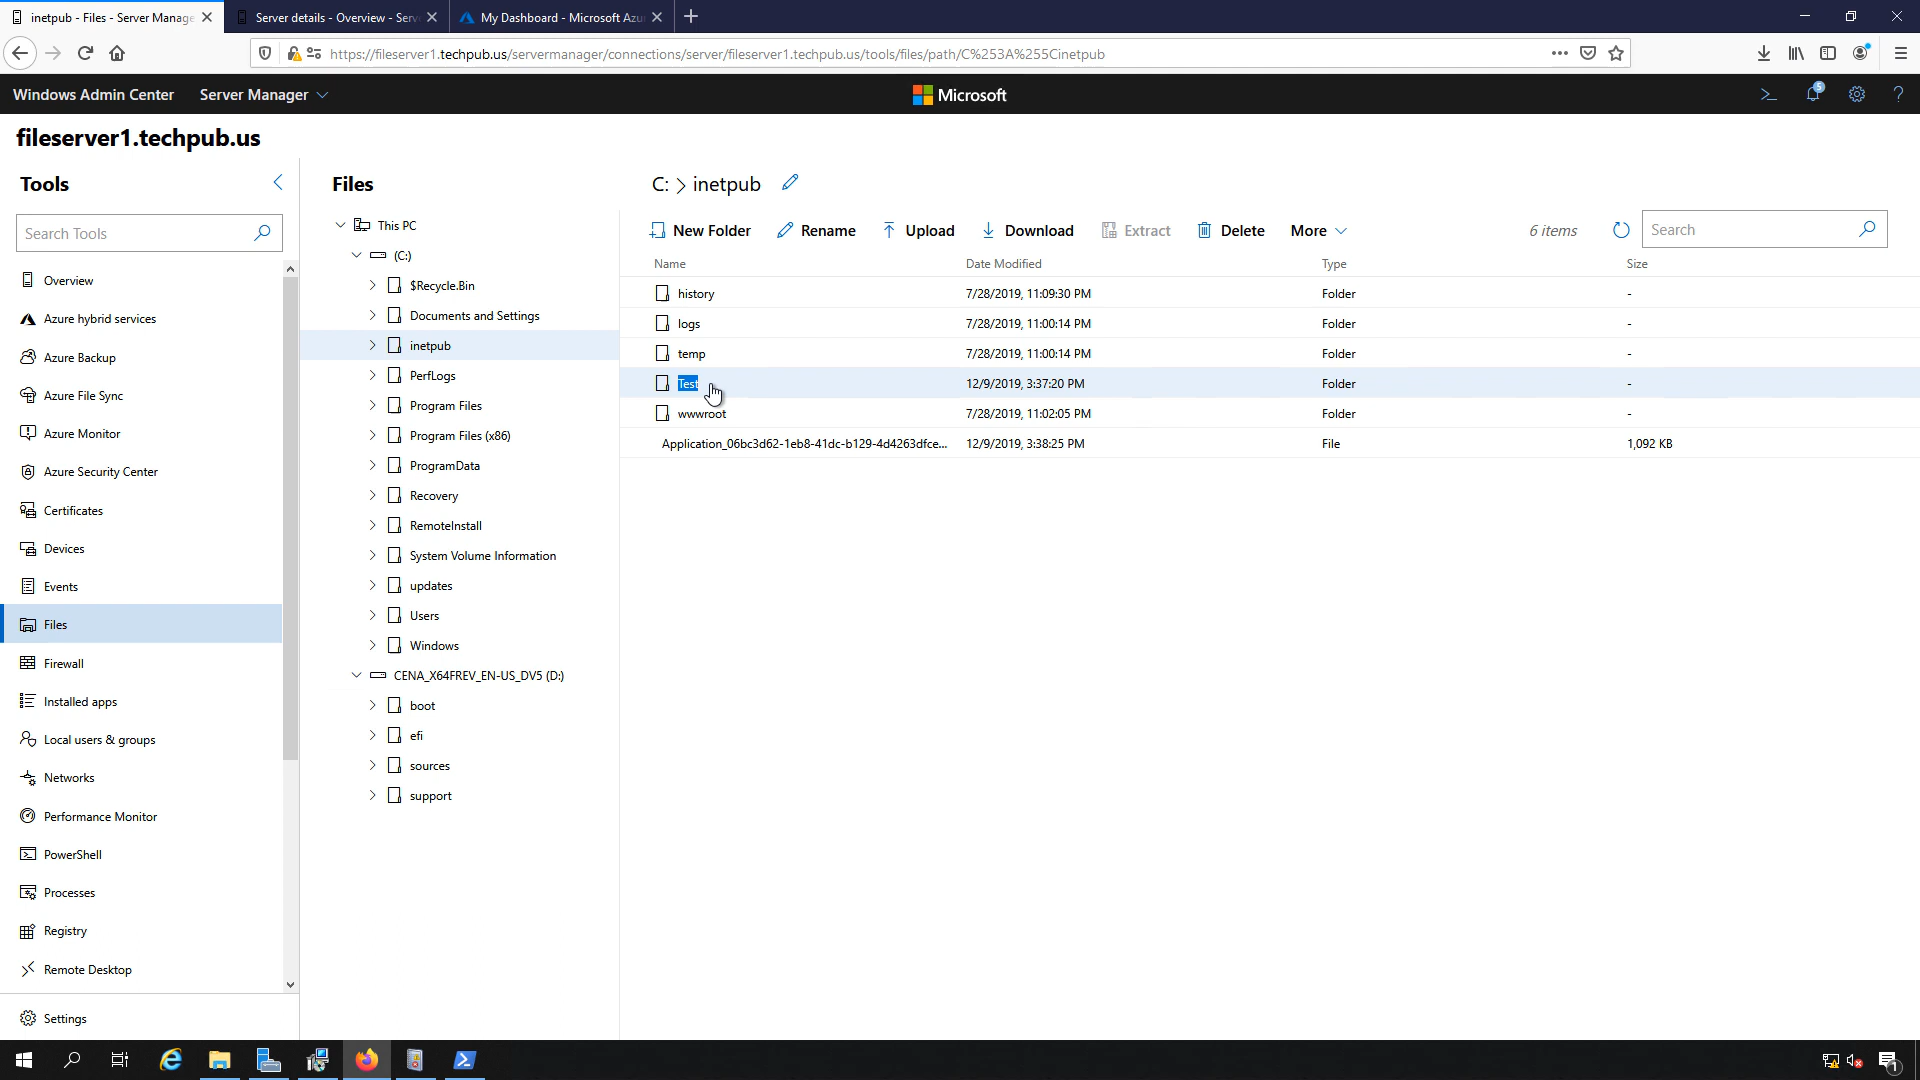 inetpub - Files - Server Manage
Server details - Overview - Serv
My Dashboard - Microsoft Azu
https://fileserver1.techpub.us/servermanager/connections/server/fileserver1.techpub.us/tools/files/path/C%253A%255Cinetpub
Windows Admin Center
Server Manager
Microsoft
5
fileserver1.techpub.us
Tools
Search Tools
Overview
Azure hybrid services
Azure Backup
Azure File Sync
Azure Monitor
Azure Security Center
Certificates
Devices
Events
Files
Firewall
Installed apps
Local users & groups
Networks
Performance Monitor
PowerShell
Processes
Registry
Remote Desktop
Settings
Files
This PC
(C:)
$Recycle.Bin
Documents and Settings
inetpub
PerfLogs
Program Files
Program Files (x86)
ProgramData
Recovery
RemoteInstall
System Volume Information
updates
Users
Windows
CENA_X64FREV_EN-US_DV5 (D:)
boot
efi
sources
support
C: > inetpub
New Folder Rename Upload Download Extract Delete More 6 items Search
Name Date Modified Type Size
history 7/28/2019, 11:09:30 PM Folder -
logs 7/28/2019, 11:00:14 PM Folder -
temp 7/28/2019, 11:00:14 PM Folder -
Test 12/9/2019, 3:37:20 PM Folder -
wwwroot 7/28/2019, 11:02:05 PM Folder -
Application_06bc3d62-1eb8-41dc-b129-4d4263dfce... 12/9/2019, 3:38:25 PM File 1,092 KB
1